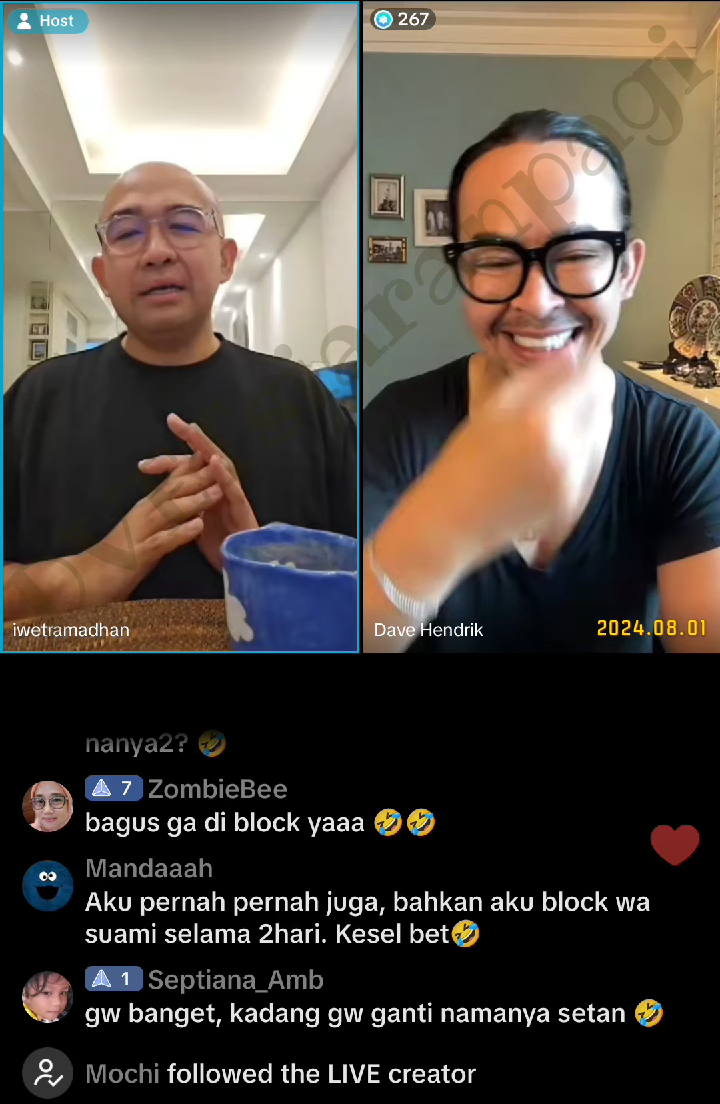 Host
267
iwetramadhan
Dave Hendrik
2024.08.01
nanya2? 🤣
7 ZombieBee
bagus ga di block yaaa 🤣🤣
Mandaaah
Aku pernah pernah juga, bahkan aku block wa
suami selama 2hari. Kesel bet🤣
1 Septiana_Amb
gw banget, kadang gw ganti namanya setan 🤣
Mochi followed the LIVE creator